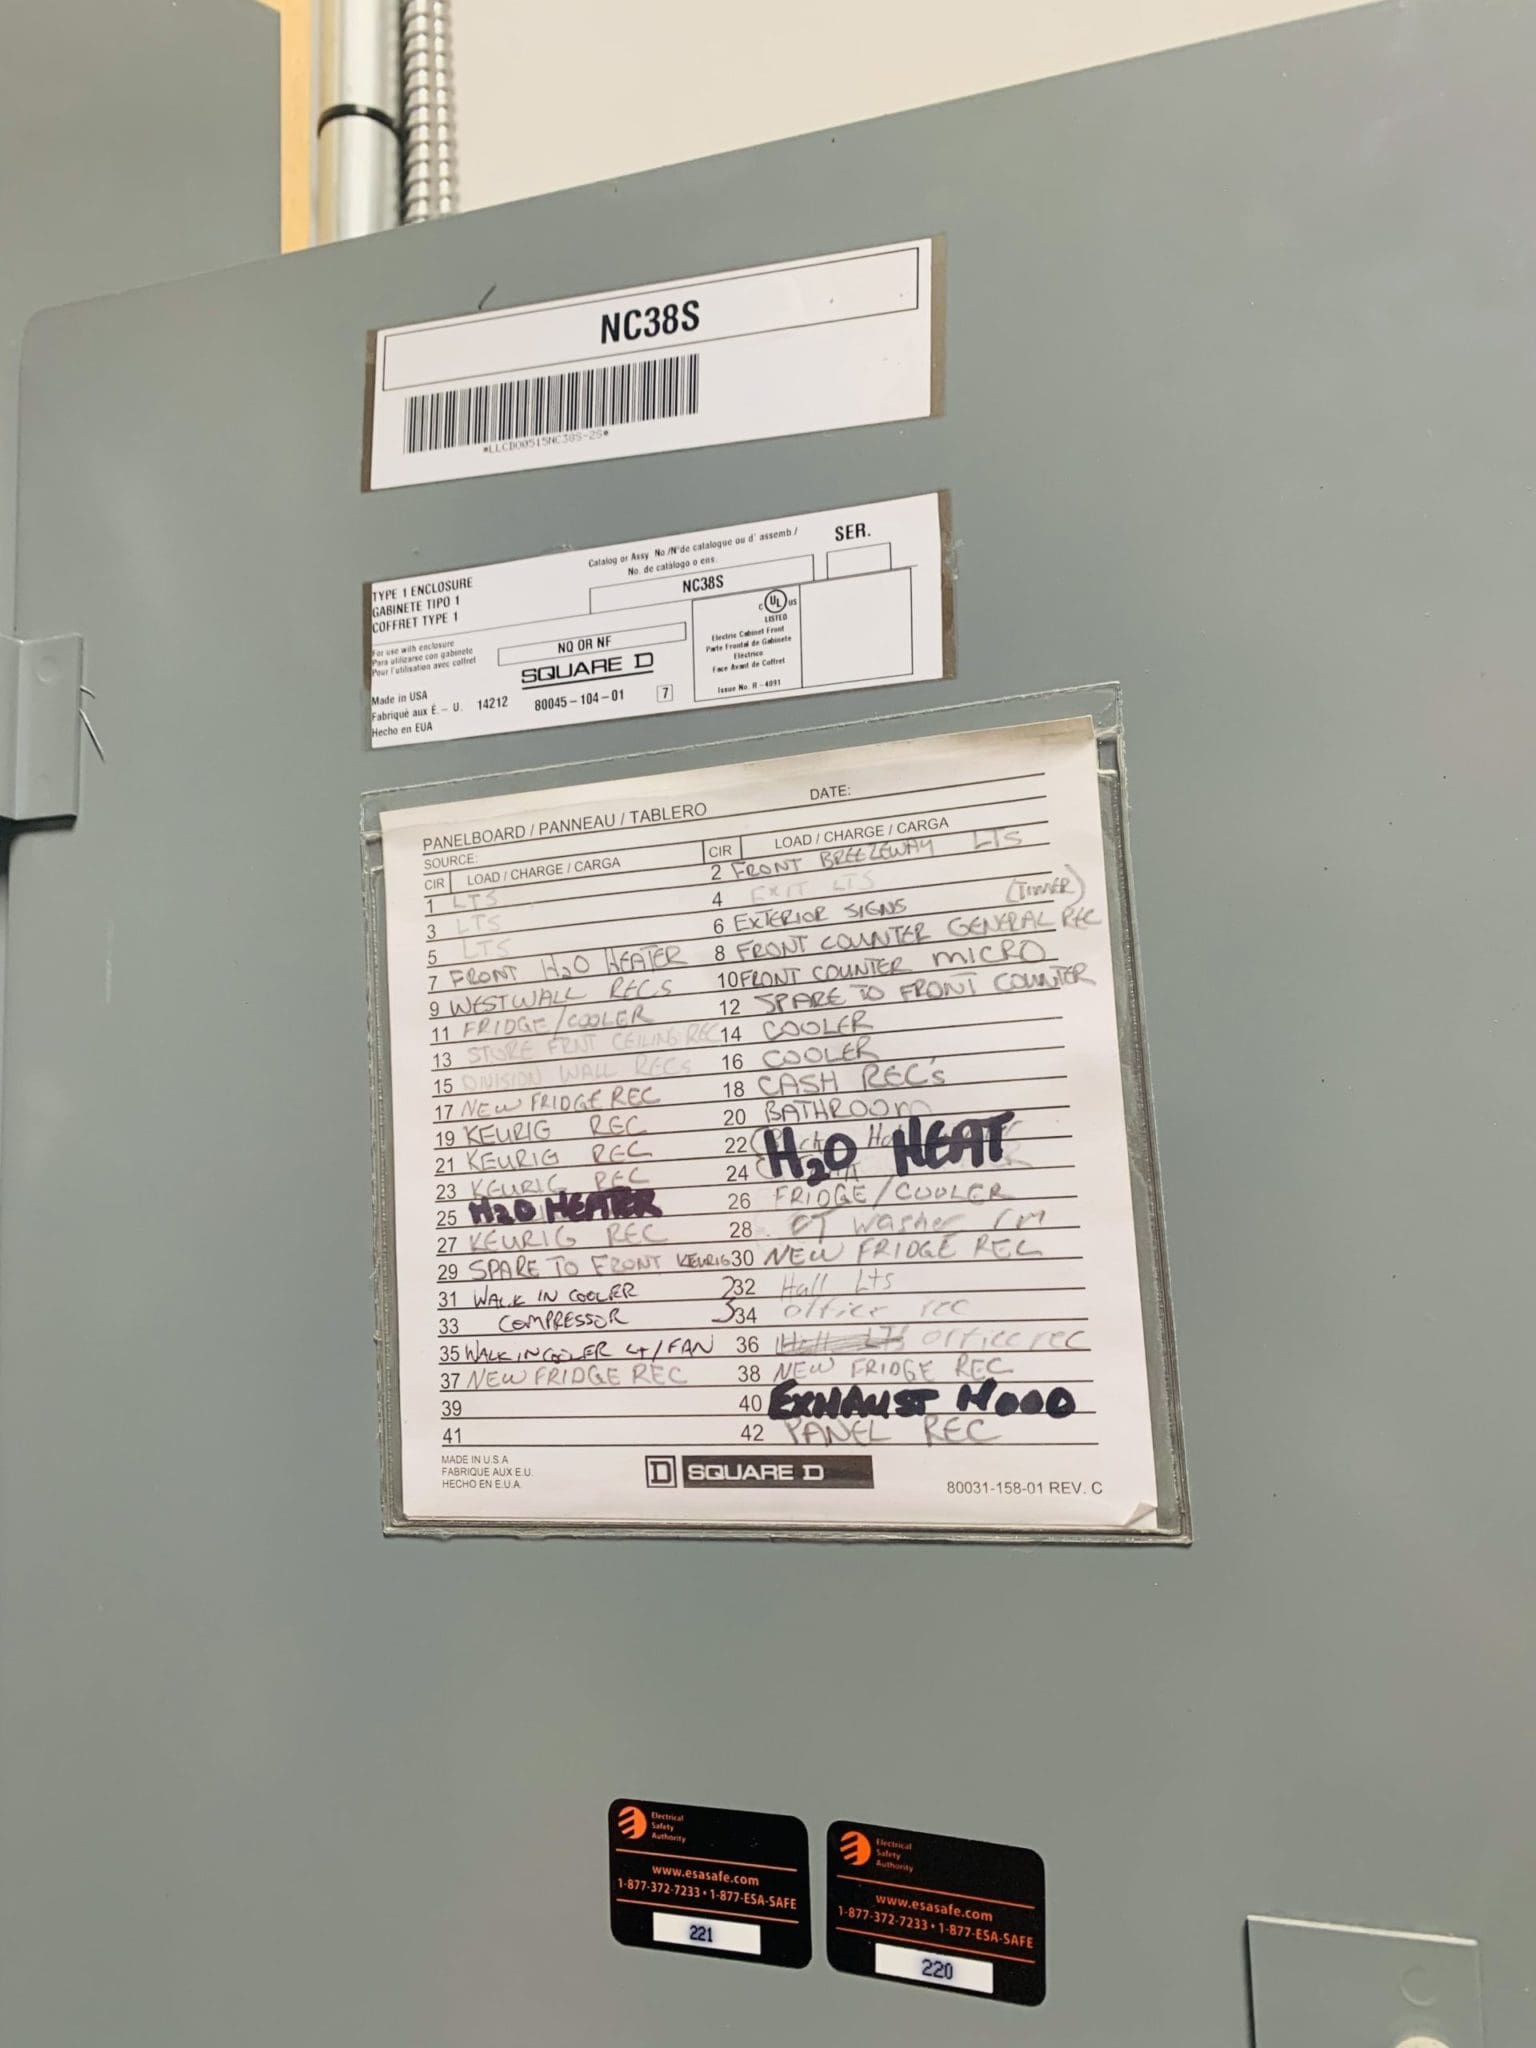 NC38S
*LLCD00515NC38S-2S*
TYPE 1 ENCLOSURE
GABINETE TIPO 1
COFFRET TYPE 1
Catalog or Assy No./N°de catalogue ou d' assemb./
No. de catálogo o ens.
SER.
NC38S
For use with enclosure
Para utilizarse con gabinete
Pour l'utilisation avec coffret
NQ OR NF
SQUARE D
Made in USA
Fabriqué aux É.-U. 14212
Hecho en EUA
80045-104-01 7
c UL us
LISTED
Electric Cabinet Front
Parte Frontal de Gabinete
Eléctrico
Face Avant de Coffret
Issue No. R-4091
PANELBOARD / PANNEAU / TABLERO DATE:
SOURCE:
CIR LOAD / CHARGE / CARGA CIR LOAD / CHARGE / CARGA
1 LTS 2 FRONT BREEZEWAY LTS
3 LTS 4 EXIT LTS
5 LTS 6 EXTERIOR SIGNS (TIMER)
7 FRONT H2O HEATER 8 FRONT COUNTER GENERAL REC
9 WESTWALL RECS 10 FRONT COUNTER MICRO
11 FRIDGE/COOLER 12 SPARE TO FRONT COUNTER
13 STORE FRNT CEILING REC 14 COOLER
15 DIVISION WALL RECS 16 COOLER
17 NEW FRIDGE REC 18 CASH REC's
19 KEURIG REC 20 BATHROOM
21 KEURIG REC 22 H2O HEAT
23 KEURIG REC 24
25 H2O HEATER 26 FRIDGE/COOLER
27 KEURIG REC 28 washer rm
29 SPARE TO FRONT KEURIG 30 NEW FRIDGE REC
31 WALK IN COOLER 32 Hall Lts
33 COMPRESSOR 34 office rec
35 WALK IN COOLER LT/FAN 36 office rec
37 NEW FRIDGE REC 38 NEW FRIDGE REC
39 40 EXHAUST HOOD
41 42 PANEL REC
MADE IN U.S.A
FABRIQUE AUX E.U.
HECHO EN E.U.A.
D SQUARE D
80031-158-01 REV. C
Electrical
Safety
Authority
www.esasafe.com
1-877-372-7233 • 1-877-ESA-SAFE
221
Electrical
Safety
Authority
www.esasafe.com
1-877-372-7233 • 1-877-ESA-SAFE
220